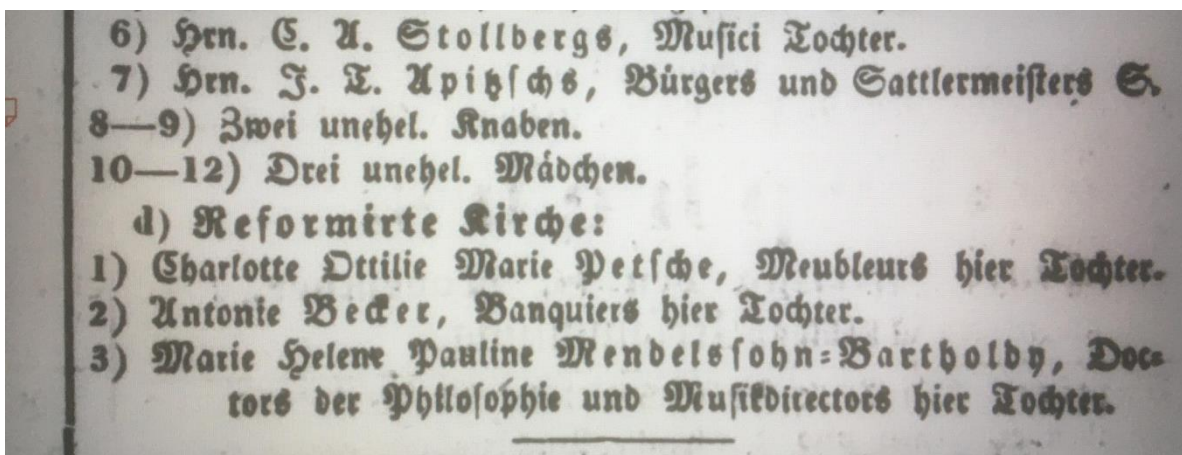 6) Hrn. C. A. Stollbergs, Musici Tochter.
7) Hrn. J. T. Apitzschs, Bürgers und Sattlermeisters S.
8—9) Zwei unehel. Knaben.
10—12) Drei unehel. Mädchen.
d) Reformirte Kirche:
1) Charlotte Ottilie Marie Petsche, Meubleurs hier Tochter.
2) Antonie Becker, Banquiers hier Tochter.
3) Marie Helene Pauline Mendelssohn-Bartholdy, Doc-
tors der Philosophie und Musikdirectors hier Tochter.